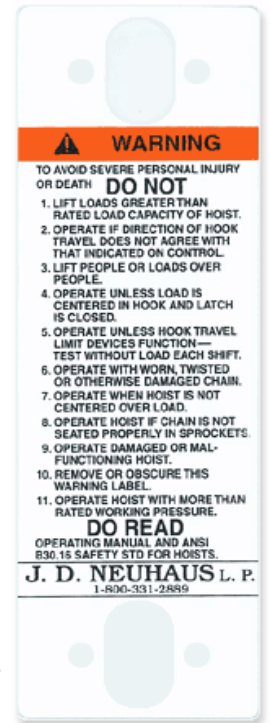 WARNING
TO AVOID SEVERE PERSONAL INJURY
OR DEATH DO NOT
1. LIFT LOADS GREATER THAN
RATED LOAD CAPACITY OF HOIST.
2. OPERATE IF DIRECTION OF HOOK
TRAVEL DOES NOT AGREE WITH
THAT INDICATED ON CONTROL.
3. LIFT PEOPLE OR LOADS OVER
PEOPLE.
4. OPERATE UNLESS LOAD IS
CENTERED IN HOOK AND LATCH
IS CLOSED.
5. OPERATE UNLESS HOOK TRAVEL
LIMIT DEVICES FUNCTION—
TEST WITHOUT LOAD EACH SHIFT.
6. OPERATE WITH WORN, TWISTED
OR OTHERWISE DAMAGED CHAIN.
7. OPERATE WHEN HOIST IS NOT
CENTERED OVER LOAD.
8. OPERATE HOIST IF CHAIN IS NOT
SEATED PROPERLY IN SPROCKETS.
9. OPERATE DAMAGED OR MAL-
FUNCTIONING HOIST.
10. REMOVE OR OBSCURE THIS
WARNING LABEL.
11. OPERATE HOIST WITH MORE THAN
RATED WORKING PRESSURE.
DO READ
OPERATING MANUAL AND ANSI
B30.16 SAFETY STD FOR HOISTS.
J. D. NEUHAUS L. P.
1-800-331-2889